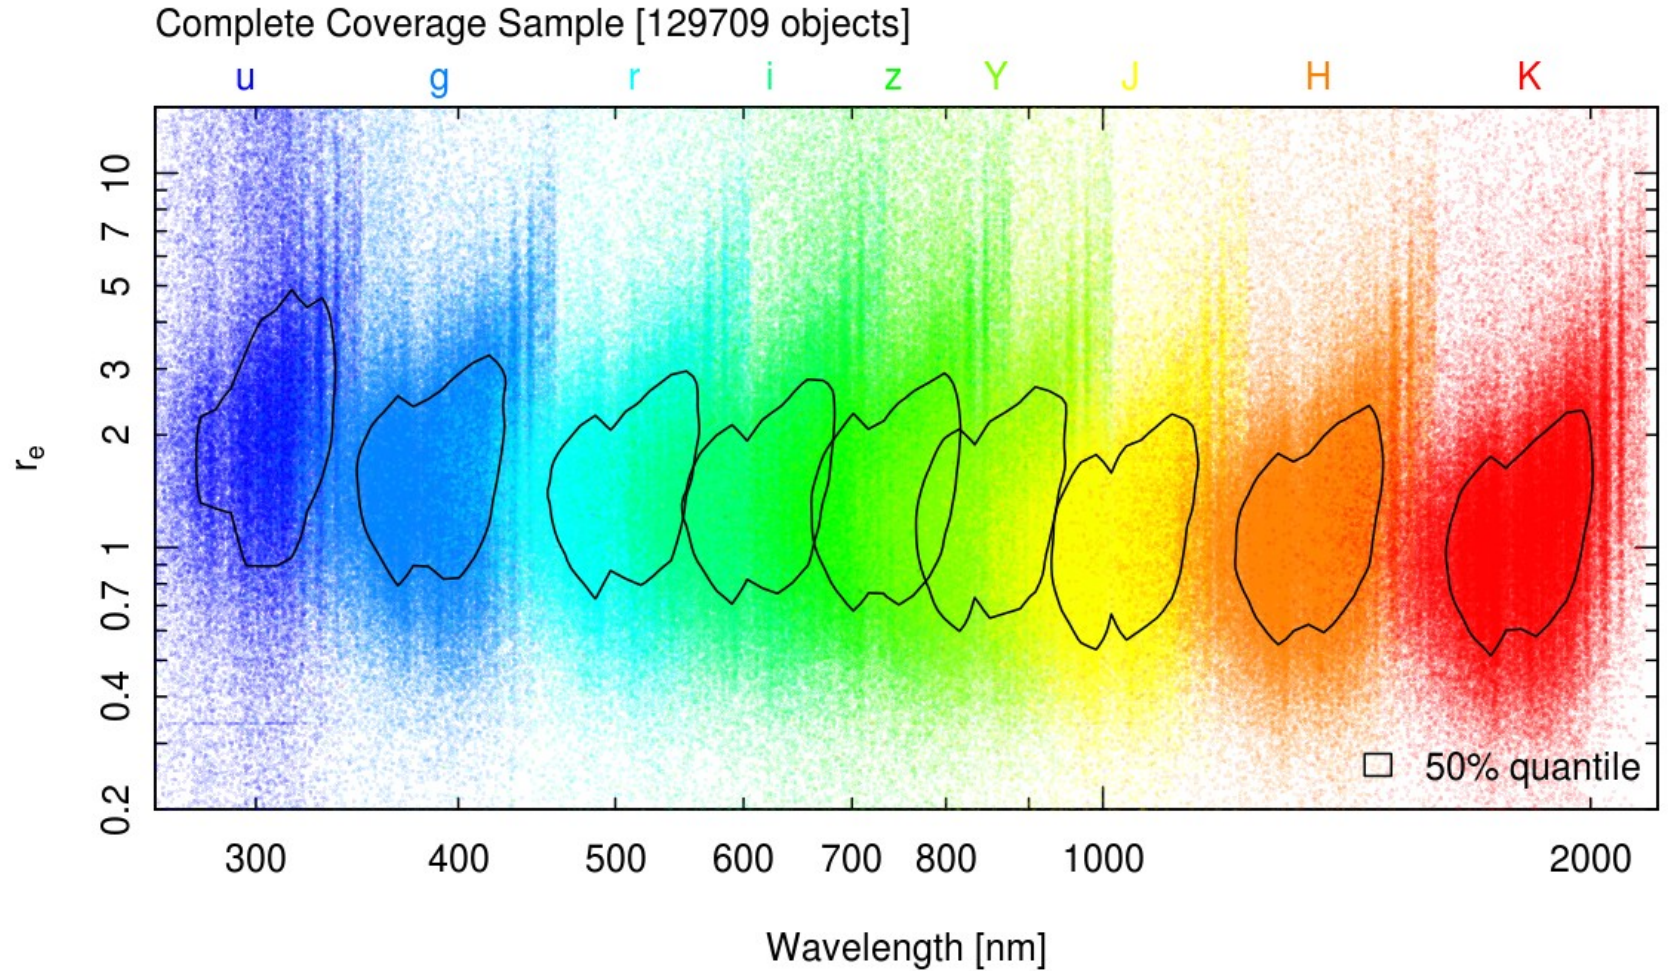 Complete Coverage Sample [129709 objects]
u g r i z Y J H K
10
7
5
3
2
1
0.7
0.4
0.2
r_e
50% quantile
300 400 500 600 700 800 1000 2000
Wavelength [nm]